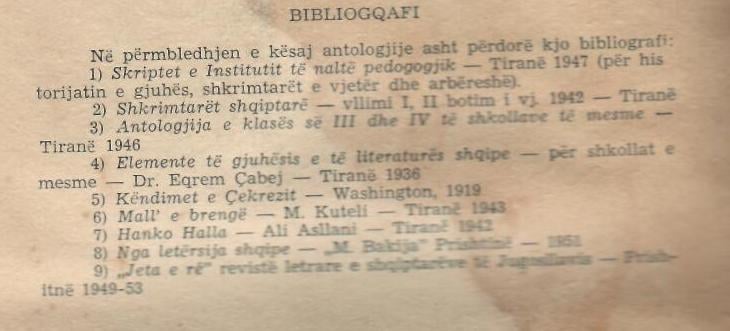 BIBLIOGQAFI
Në përmbledhjen e kësaj antologjije asht përdorë kjo bibliografi:
1) Skriptet e Institutit të naltë pedogogjik — Tiranë 1947 (për his
torijatin e gjuhës, shkrimtarët e vjetër dhe arbëreshë).
2) Shkrimtarët shqiptarë — vllimi I, II botim i vj. 1942 — Tiranë
3) Antologjija e klasës së III dhe IV të shkollave të mesme —
Tiranë 1946
4) Elemente të gjuhësis e të literaturës shqipe — për shkollat e
mesme — Dr. Eqrem Çabej — Tiranë 1936
5) Këndimet e Çekrezit — Washington, 1919
6) Mall' e brengë — M. Kuteli — Tiranë 1943
7) Hanko Halla — Ali Asllani — Tiranë 1942
8) Nga letërsija shqipe — „M. Bakija" Prishtinë — 1951
9) „Jeta e rë" revistë letrare e shqiptarëve të Jugosllavis — Prish-
itnë 1949-53